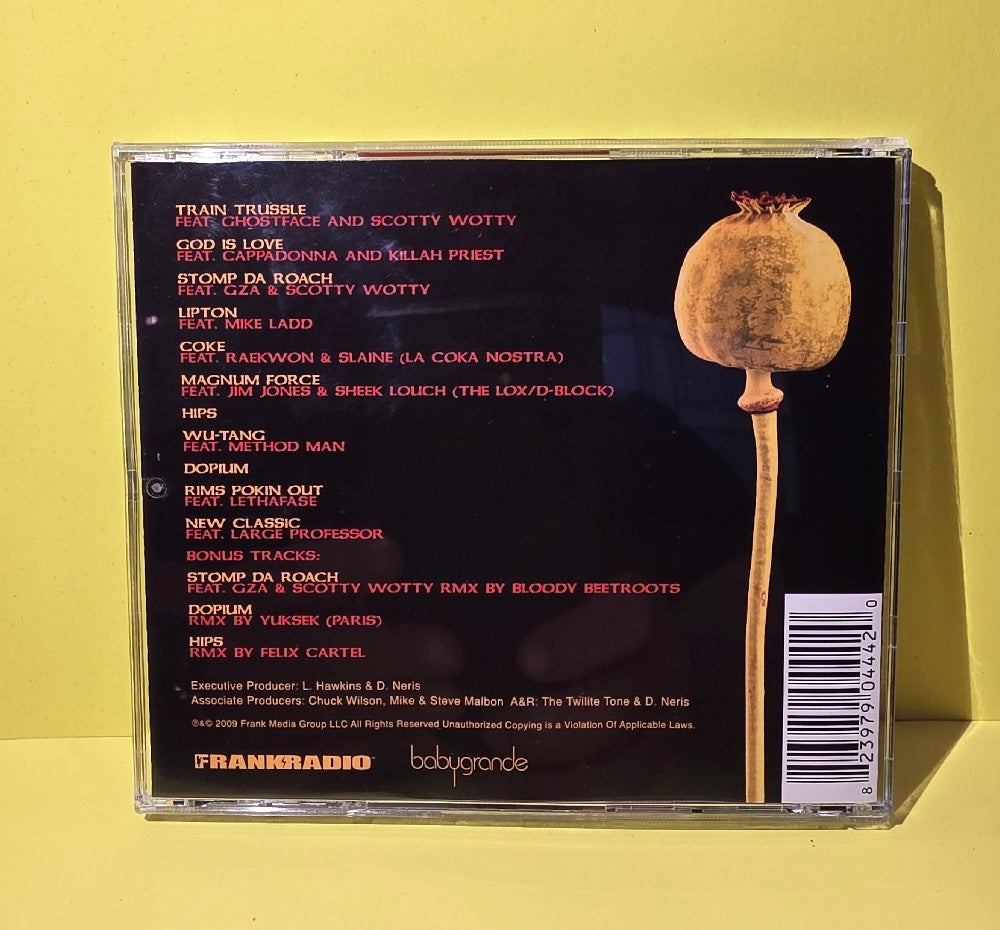 TRAIN TRUSSLE
FEAT. GHOSTFACE AND SCOTTY WOTTY
GOD IS LOVE
FEAT. CAPPADONNA AND KILLAH PRIEST
STOMP DA ROACH
FEAT. GZA & SCOTTY WOTTY
LIPTON
FEAT. MIKE LADD
COKE
FEAT. RAEKWON & SLAINE (LA COKA NOSTRA)
MAGNUM FORCE
FEAT. JIM JONES & SHEEK LOUCH (THE LOX/D-BLOCK)
HIPS
WU-TANG
FEAT. METHOD MAN
DOPIUM
RIMS POKIN OUT
FEAT. LETHAFASE
NEW CLASSIC
FEAT. LARGE PROFESSOR
BONUS TRACKS:
STOMP DA ROACH
FEAT. GZA & SCOTTY WOTTY RMX BY BLOODY BEETROOTS
DOPIUM
RMX BY YUKSEK (PARIS)
HIPS
RMX BY FELIX CARTEL
Executive Producer: L. Hawkins & D. Neris
Associate Producers: Chuck Wilson, Mike & Steve Malbon A&R: The Twilite Tone & D. Neris
℗&© 2009 Frank Media Group LLC All Rights Reserved Unauthorized Copying is a Violation Of Applicable Laws.
FRANKRADIO babygrande
8 23979 04442 0